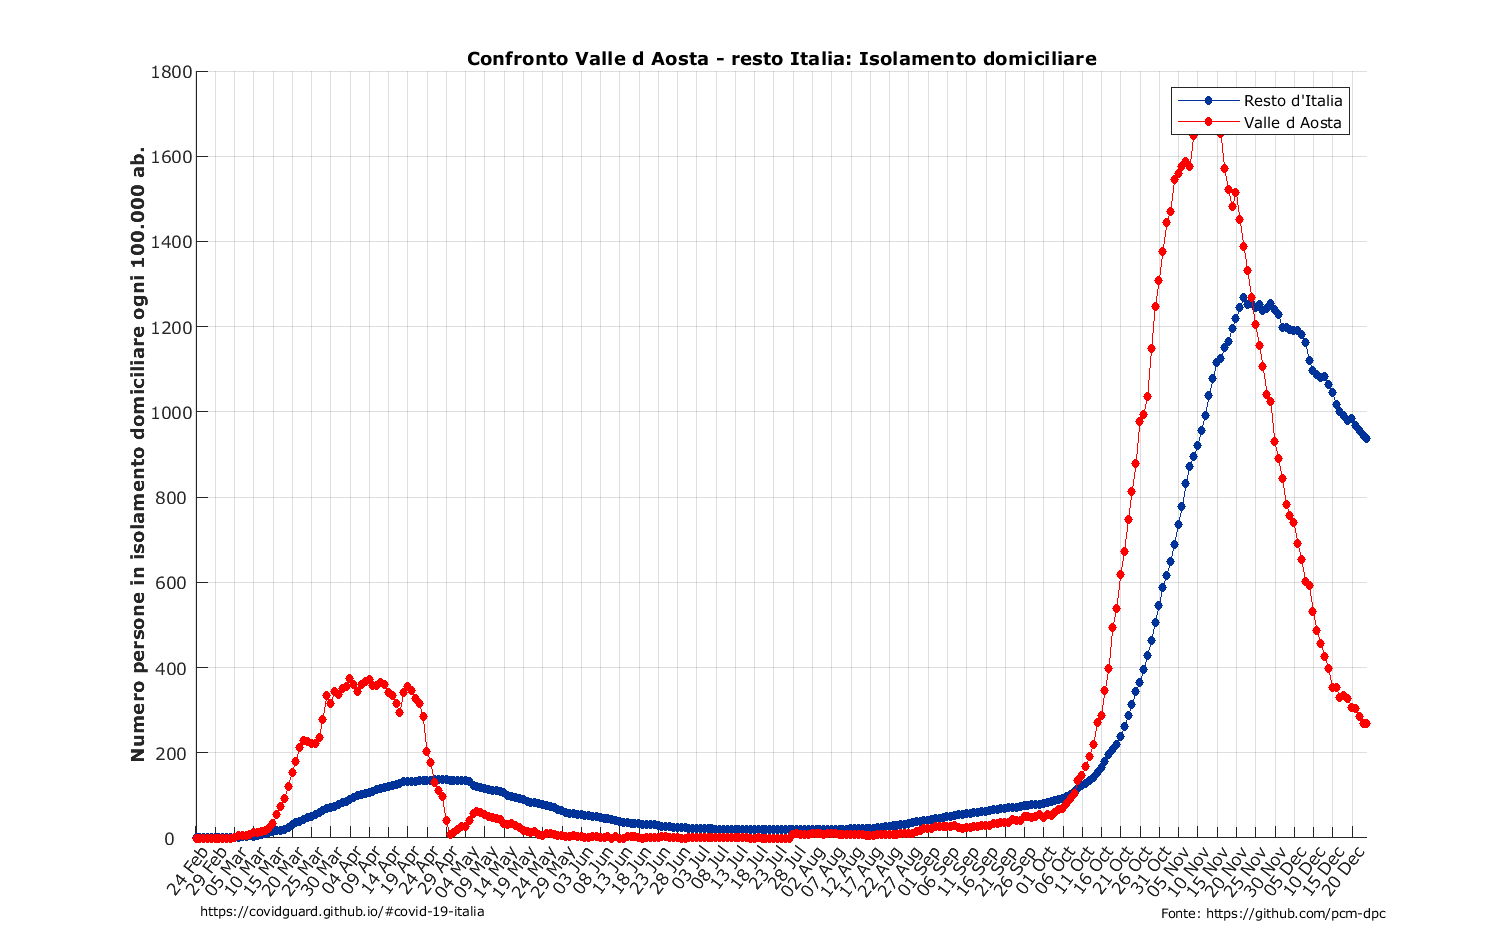 Confronto Valle d Aosta - resto Italia: Isolamento domiciliare
Numero persone in isolamento domiciliare ogni 100.000 ab.
1800
1600
1400
1200
1000
800
600
400
200
0
Resto d'Italia
Valle d Aosta
24 Feb
29 Feb
05 Mar
10 Mar
15 Mar
20 Mar
25 Mar
30 Mar
04 Apr
09 Apr
14 Apr
19 Apr
24 Apr
29 Apr
04 May
09 May
14 May
19 May
24 May
29 May
03 Jun
08 Jun
13 Jun
18 Jun
23 Jun
28 Jun
03 Jul
08 Jul
13 Jul
18 Jul
23 Jul
28 Jul
02 Aug
07 Aug
12 Aug
17 Aug
22 Aug
27 Aug
01 Sep
06 Sep
11 Sep
16 Sep
21 Sep
26 Sep
01 Oct
06 Oct
11 Oct
16 Oct
21 Oct
26 Oct
31 Oct
05 Nov
10 Nov
15 Nov
20 Nov
25 Nov
30 Nov
05 Dec
10 Dec
15 Dec
20 Dec
https://covidguard.github.io/#covid-19-italia
Fonte: https://github.com/pcm-dpc